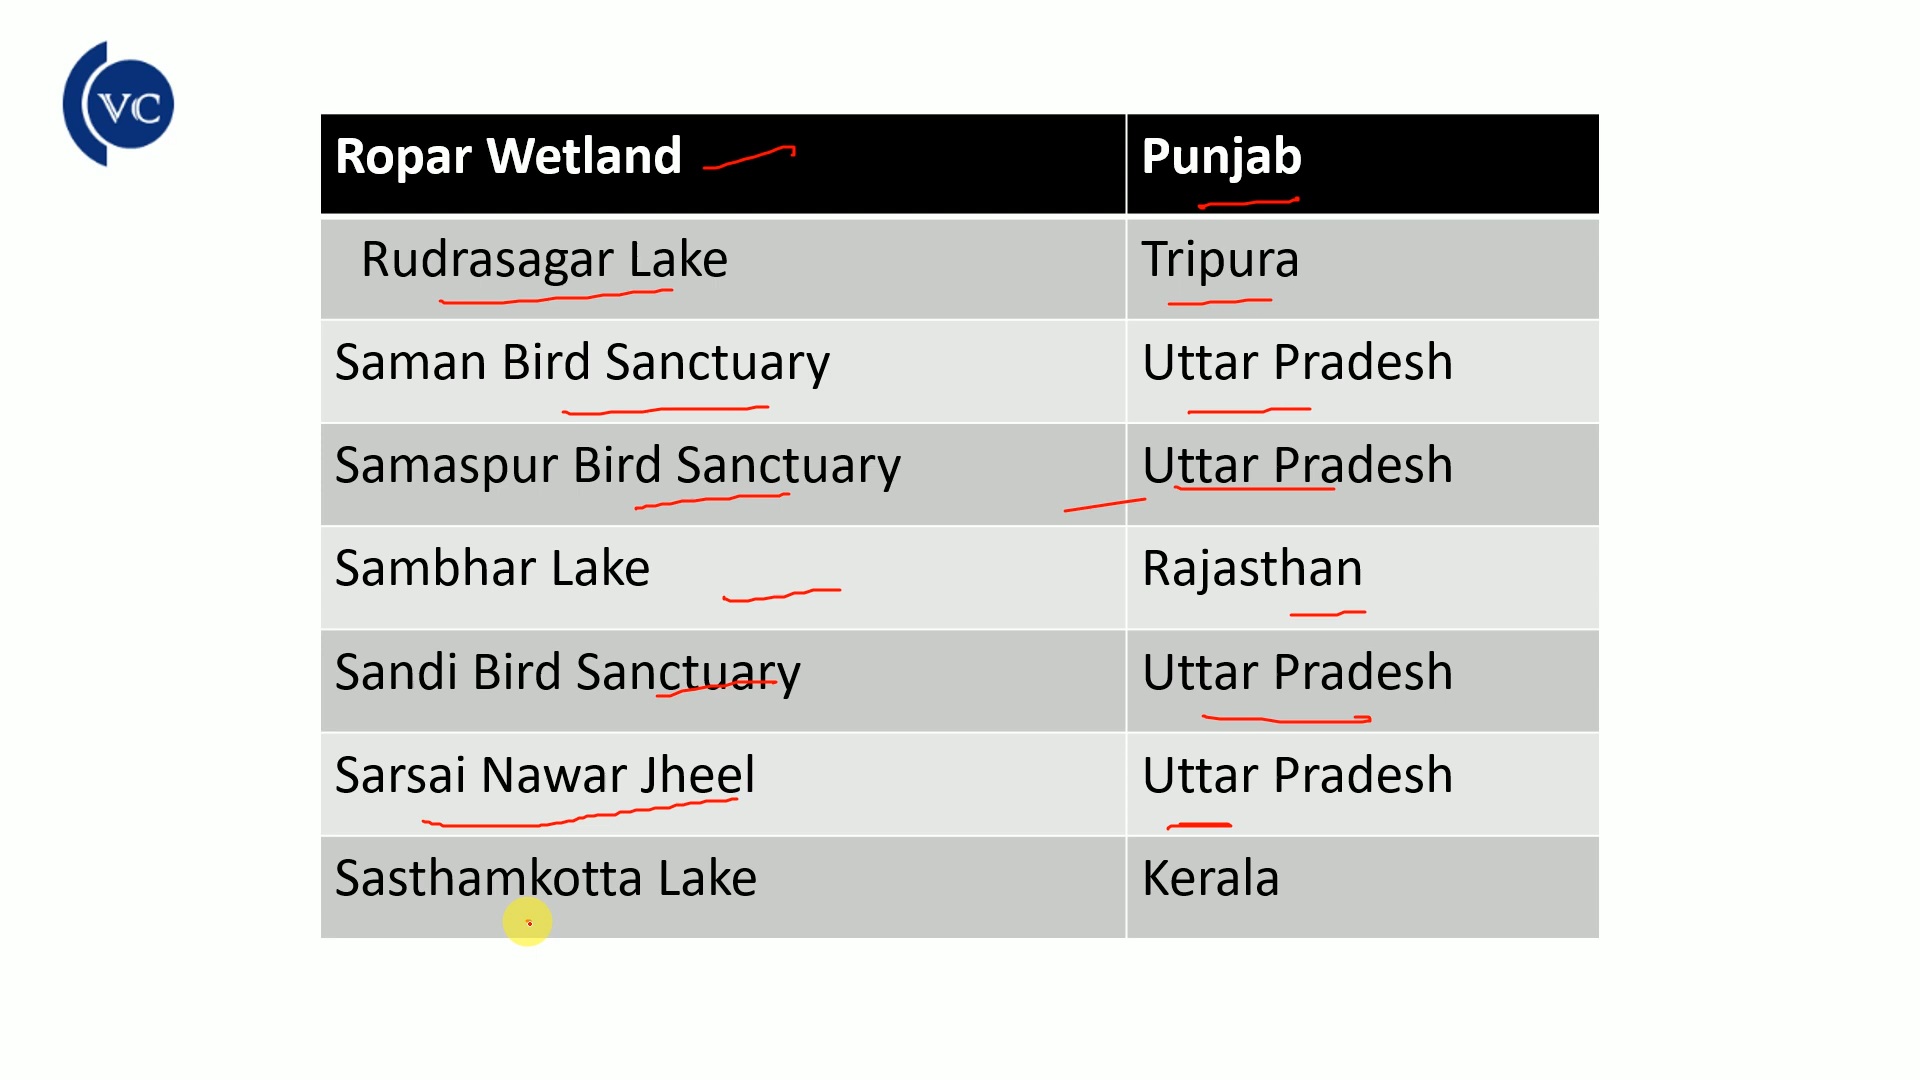 VC
Ropar Wetland Punjab
Rudrasagar Lake Tripura
Saman Bird Sanctuary Uttar Pradesh
Samaspur Bird Sanctuary Uttar Pradesh
Sambhar Lake Rajasthan
Sandi Bird Sanctuary Uttar Pradesh
Sarsai Nawar Jheel Uttar Pradesh
Sasthamkotta Lake Kerala